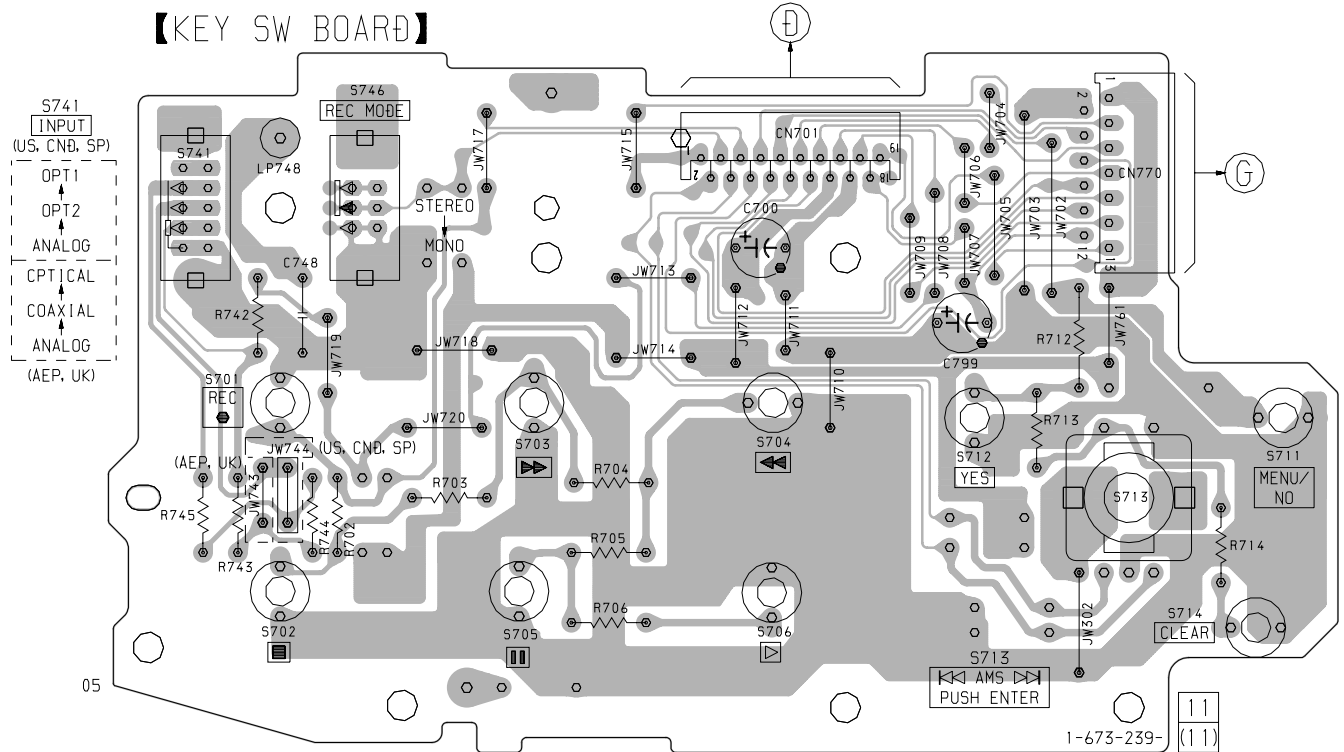 【KEY SW BOARD】
D
S741
INPUT
(US, CND, SP)
OPT1
OPT2
ANALOG
CPTICAL
COAXIAL
ANALOG
(AEP, UK)
S746
REC MODE
S741
LP748
STEREO
MONO
JW717
JW715
CN701
1
2
19
18
C700
+
JW704
JW706
JW705
JW703
JW702
JW709
JW708
JW707
1
2
CN770
12
13
G
R742
C748
JW719
JW718
JW713
JW714
JW712
JW711
JW710
+
C799
R712
JW761
S701
REC
JW720
S703
S704
S712
YES
R713
S711
MENU/
NO
(AEP, UK)
JW744
(US, CND, SP)
JW743
R745
R743
R744
R702
R703
R704
R705
R706
S713
R714
S702
S705
S706
JW302
S714
CLEAR
S713
AMS
PUSH ENTER
05
1-673-239-
11
(11)